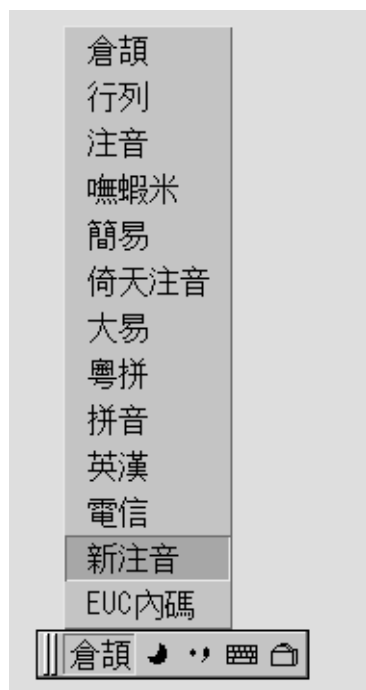 倉頡
行列
注音
嘸蝦米
簡易
倚天注音
大易
粵拼
拼音
英漢
電信
新注音
EUC內碼
倉頡